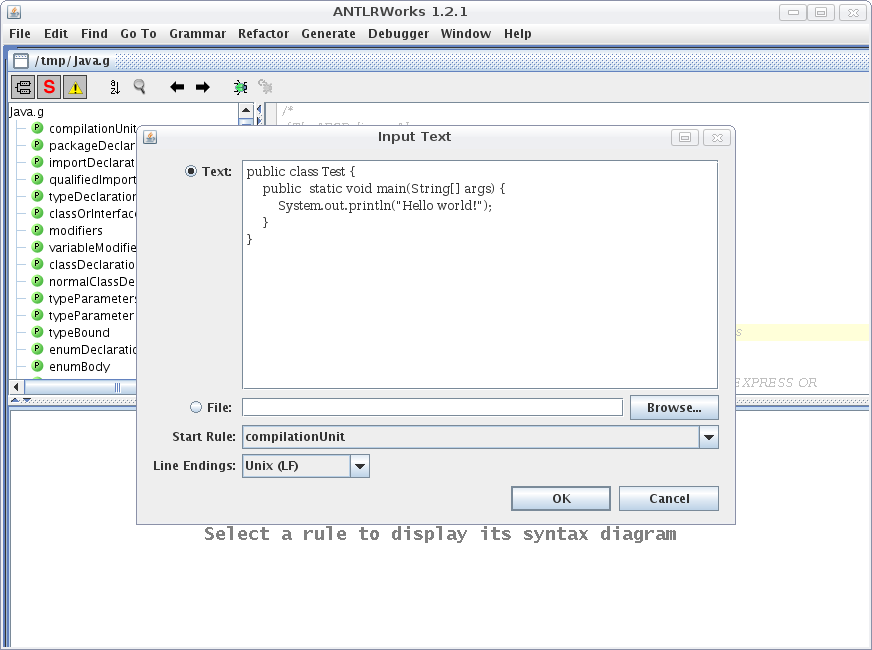 ANTLRWorks 1.2.1
File Edit Find Go To Grammar Refactor Generate Debugger Window Help
/tmp/Java.g
S
Java.g
/*
compilationUnit
packageDeclar
importDeclarat
qualifiedImport
typeDeclaration
classOrInterfac
modifiers
variableModifie
classDeclaratio
normalClassDe
typeParameters
typeParameter
typeBound
enumDeclaratio
enumBody
Input Text
Text:
public class Test {
public  static void main(String[] args) {
System.out.println("Hello world!");
}
}
File:
Browse...
Start Rule: compilationUnit
Line Endings: Unix (LF)
OK Cancel
EXPRESS OR
Select a rule to display its syntax diagram